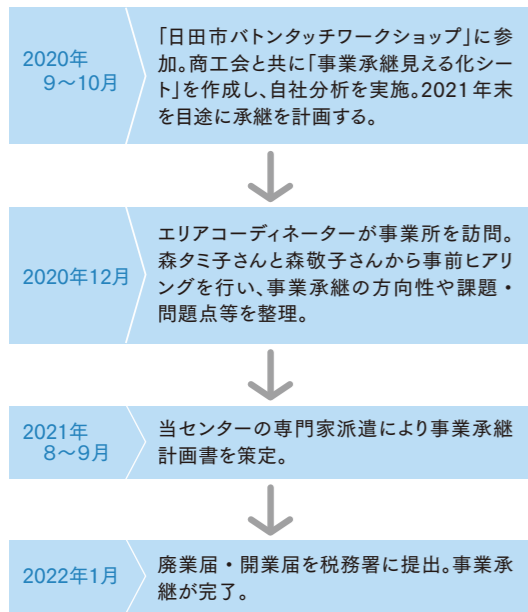 2020年
9〜10月
「日田市バトンタッチワークショップ」に参
加。商工会と共に「事業承継見える化シー
ト」を作成し、自社分析を実施。2021年末
を目途に承継を計画する。
2020年12月
エリアコーディネーターが事業所を訪問。
森タミ子さんと森敬子さんから事前ヒアリ
ングを行い、事業承継の方向性や課題・
問題点等を整理。
2021年
8〜9月
当センターの専門家派遣により事業承継
計画書を策定。
2022年1月
廃業届・開業届を税務署に提出。事業承
継が完了。